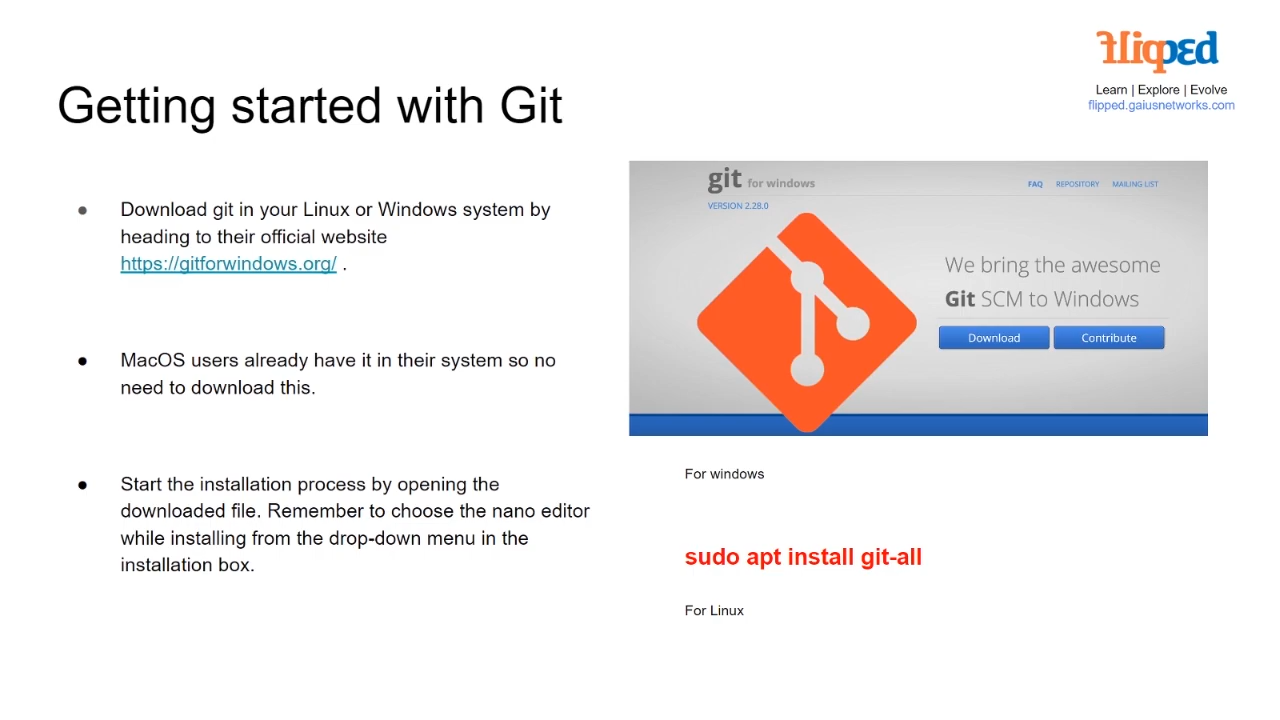 flipped
Learn | Explore | Evolve
flipped.gaiusnetworks.com
Getting started with Git
● Download git in your Linux or Windows system by
heading to their official website
https://gitforwindows.org/ .
● MacOS users already have it in their system so no
need to download this.
● Start the installation process by opening the
downloaded file. Remember to choose the nano editor
while installing from the drop-down menu in the
installation box.
git for windows
FAQ REPOSITORY MAILING LIST
VERSION 2.28.0
We bring the awesome
Git SCM to Windows
Download Contribute
For windows
sudo apt install git-all
For Linux